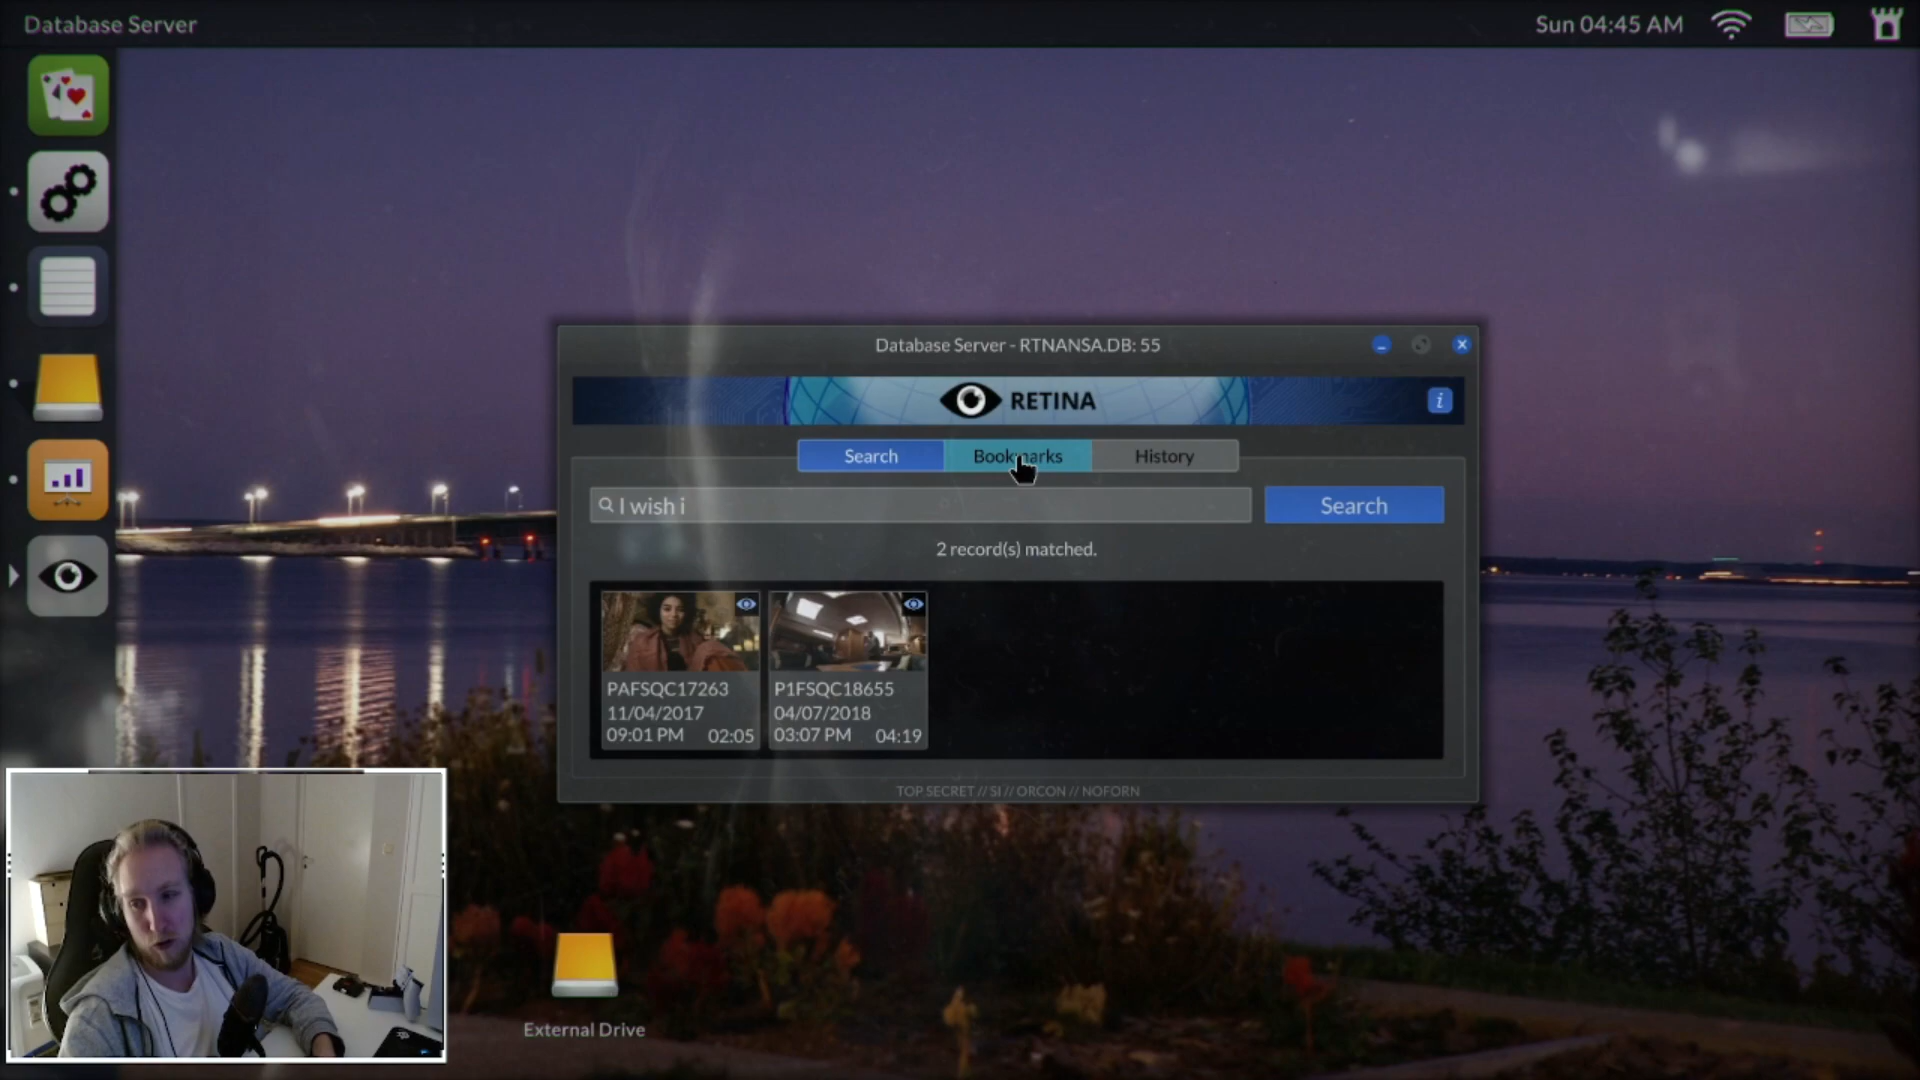 Database Server
Sun 04:45 AM
Database Server - RTNANSA.DB: 55
RETINA
i
Search
Bookmarks
History
I wish i
Search
2 record(s) matched.
PAFSQC17263
11/04/2017
09:01 PM 02:05
P1FSQC18655
04/07/2018
03:07 PM 04:19
TOP SECRET // SI // ORCON // NOFORN
External Drive